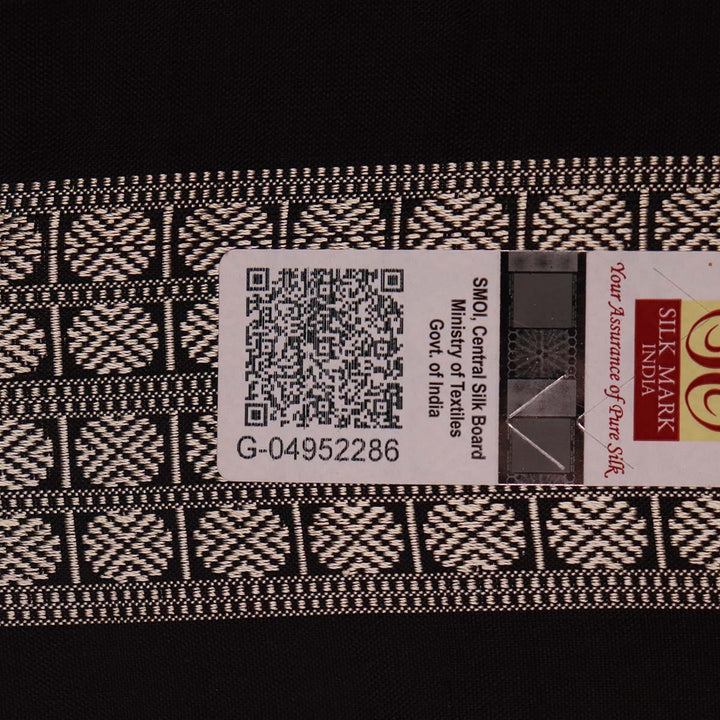 G-04952286
SMOI, Central Silk Board
Ministry of Textiles
Govt. of India
Your Assurance of Pure Silk
SILK MARK
INDIA